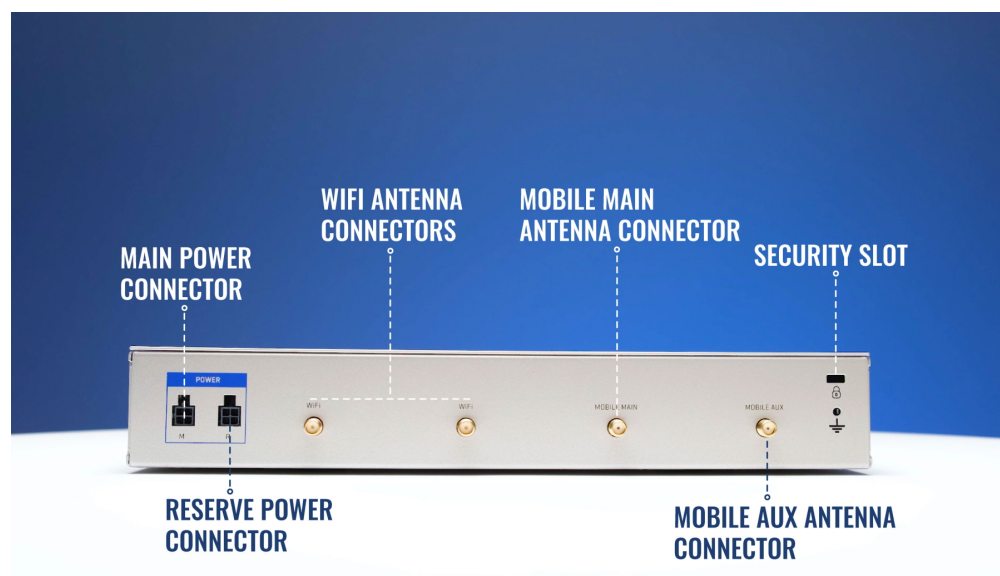 WIFI ANTENNA
CONNECTORS
MOBILE MAIN
ANTENNA CONNECTOR
MAIN POWER
CONNECTOR
SECURITY SLOT
POWER
M
R
WiFi
WiFi
MOBILE MAIN
MOBILE AUX
RESERVE POWER
CONNECTOR
MOBILE AUX ANTENNA
CONNECTOR